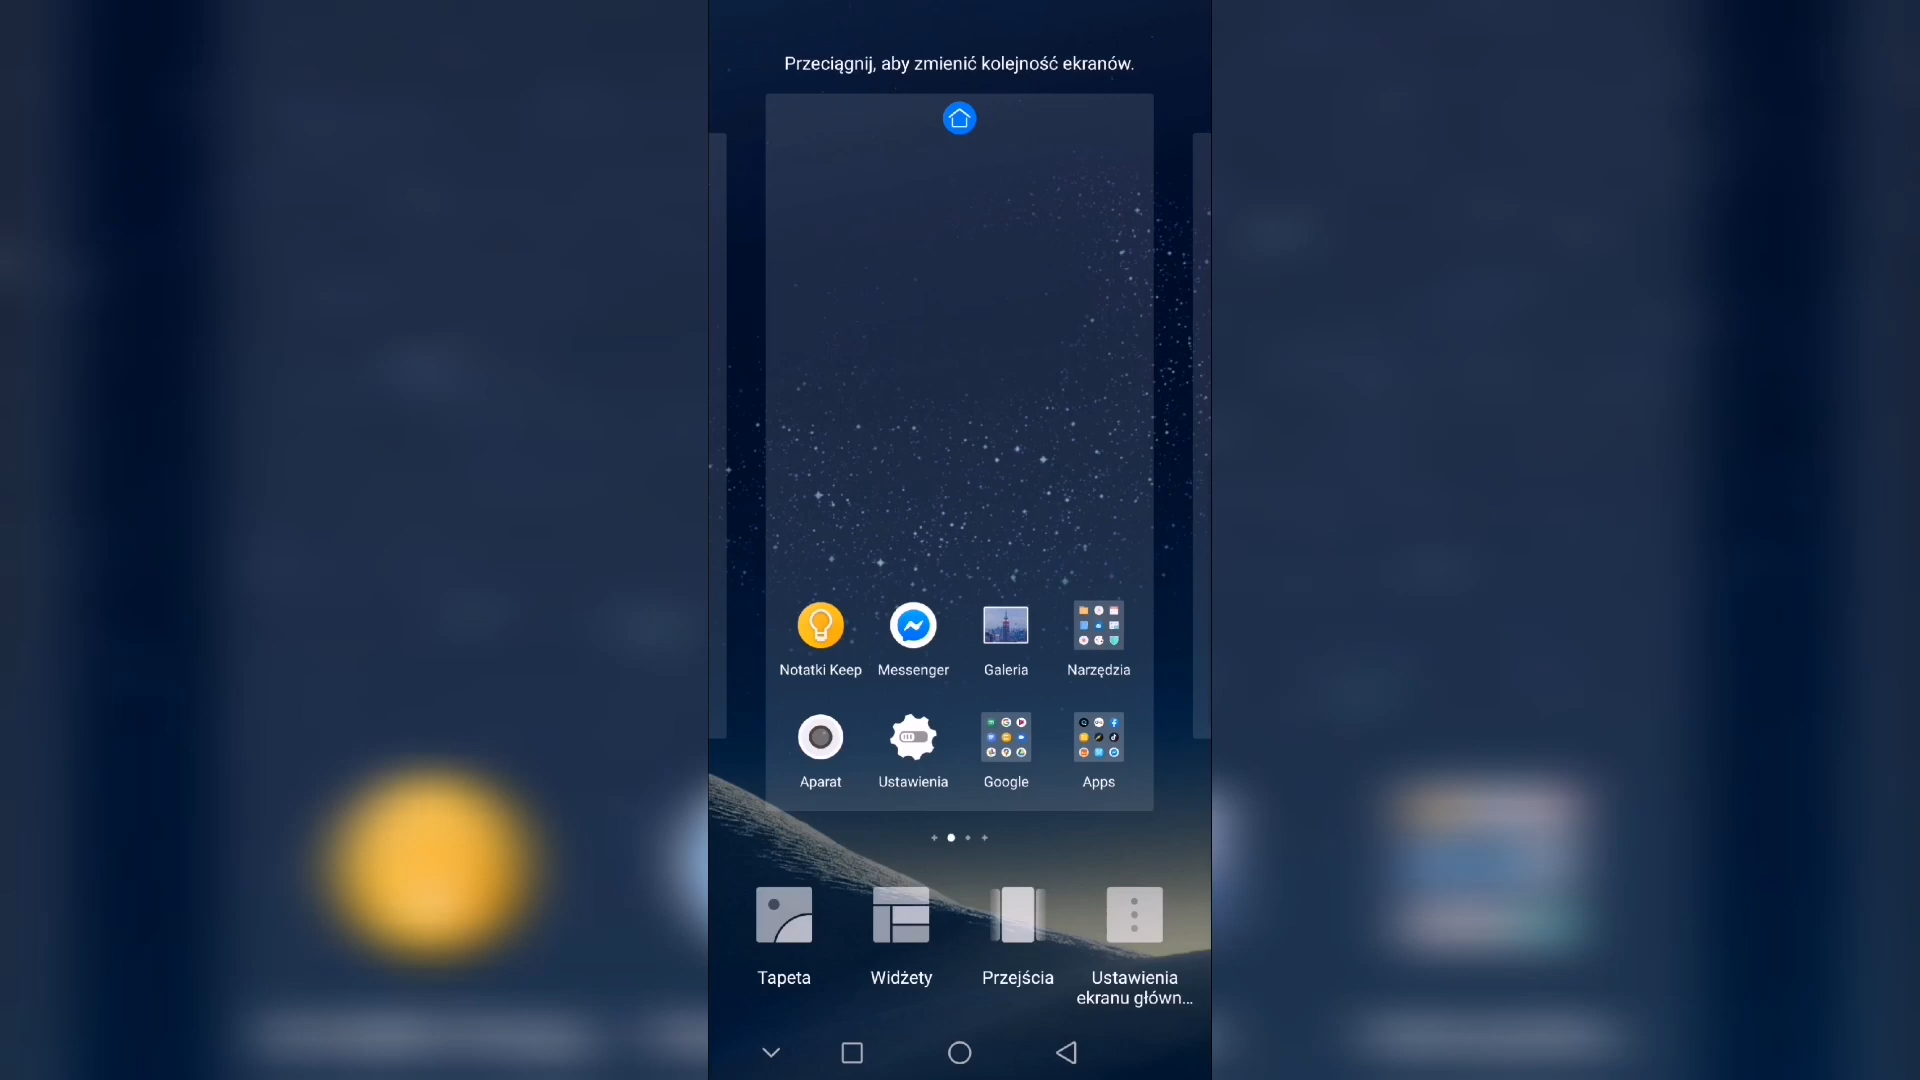 Przeciągnij, aby zmienić kolejność ekranów.
Notatki Keep
Messenger
Galeria
Narzędzia
Aparat
Ustawienia
Google
Apps
Tapeta
Widżety
Przejścia
Ustawienia
ekranu główn...